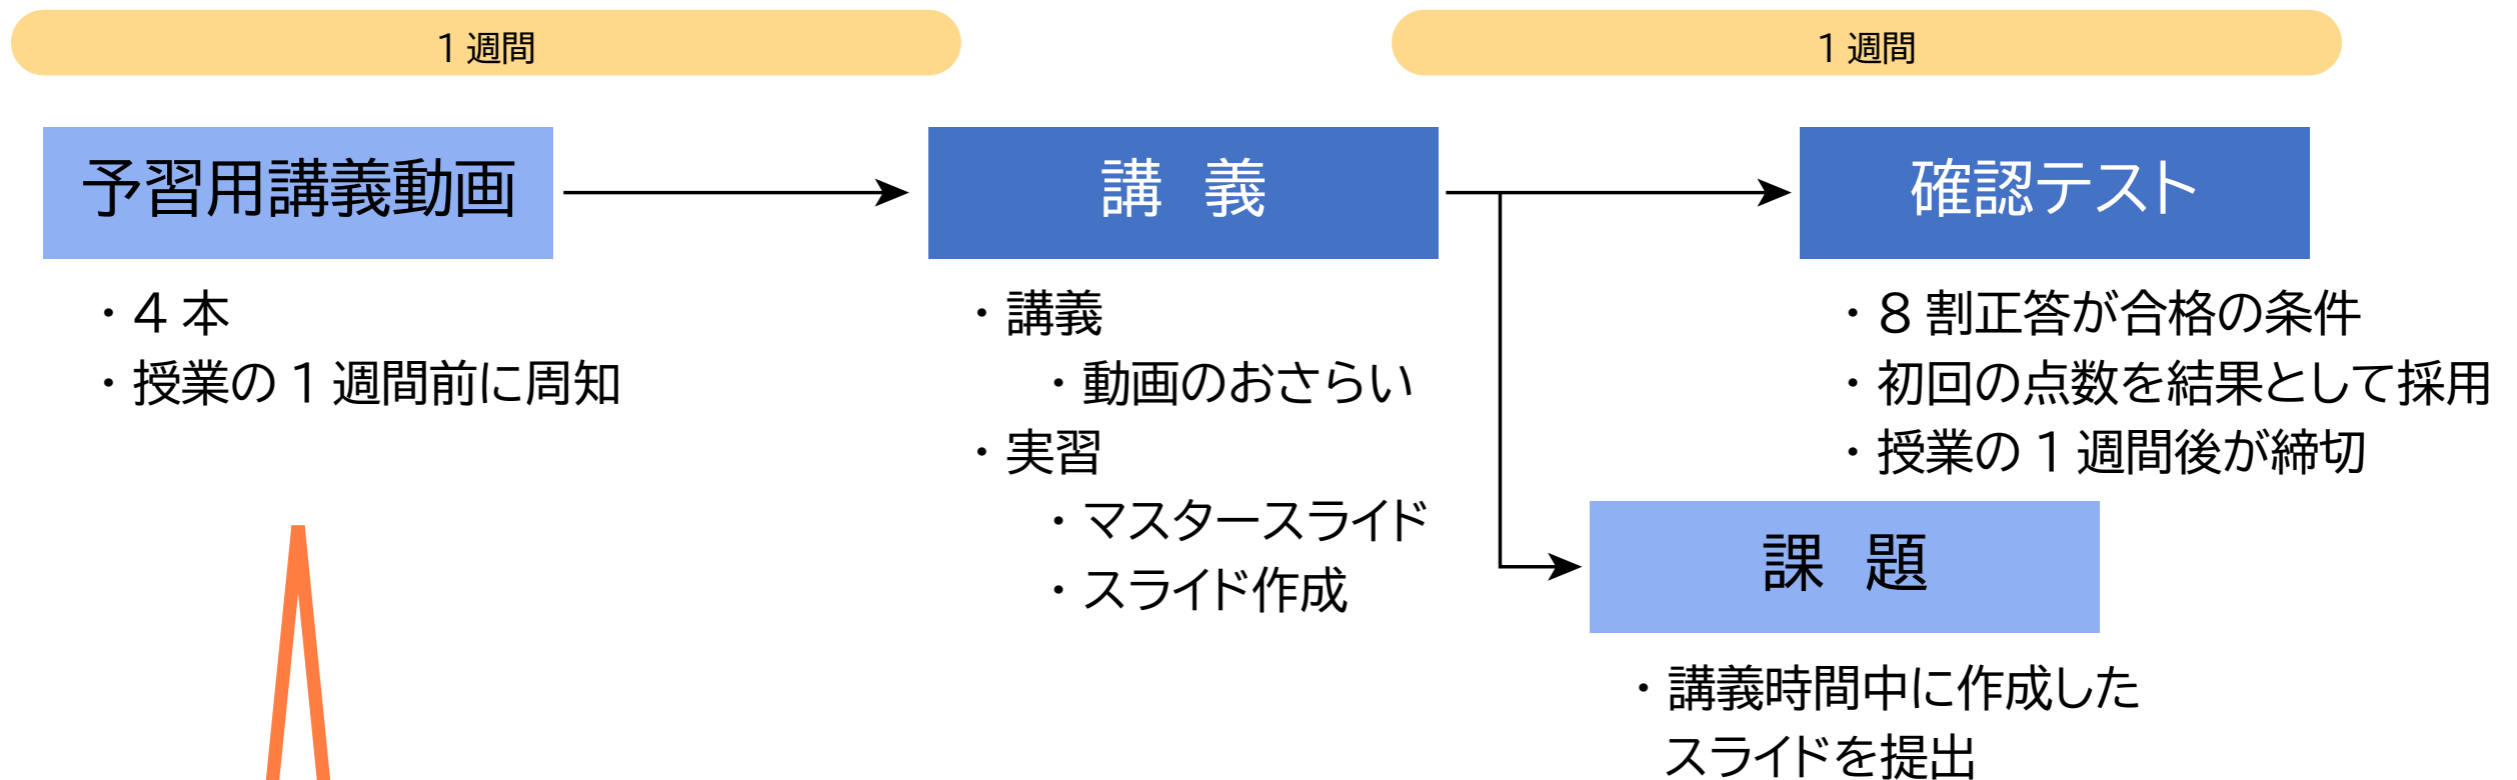 1 週間
1 週間
予習用講義動画
講 義
確認テスト
・4 本
・授業の 1 週間前に周知
・講義
・動画のおさらい
・実習
・マスタースライド
・スライド作成
・8 割正答が合格の条件
・初回の点数を結果として採用
・授業の 1 週間後が締切
課 題
・講義時間中に作成した
スライドを提出